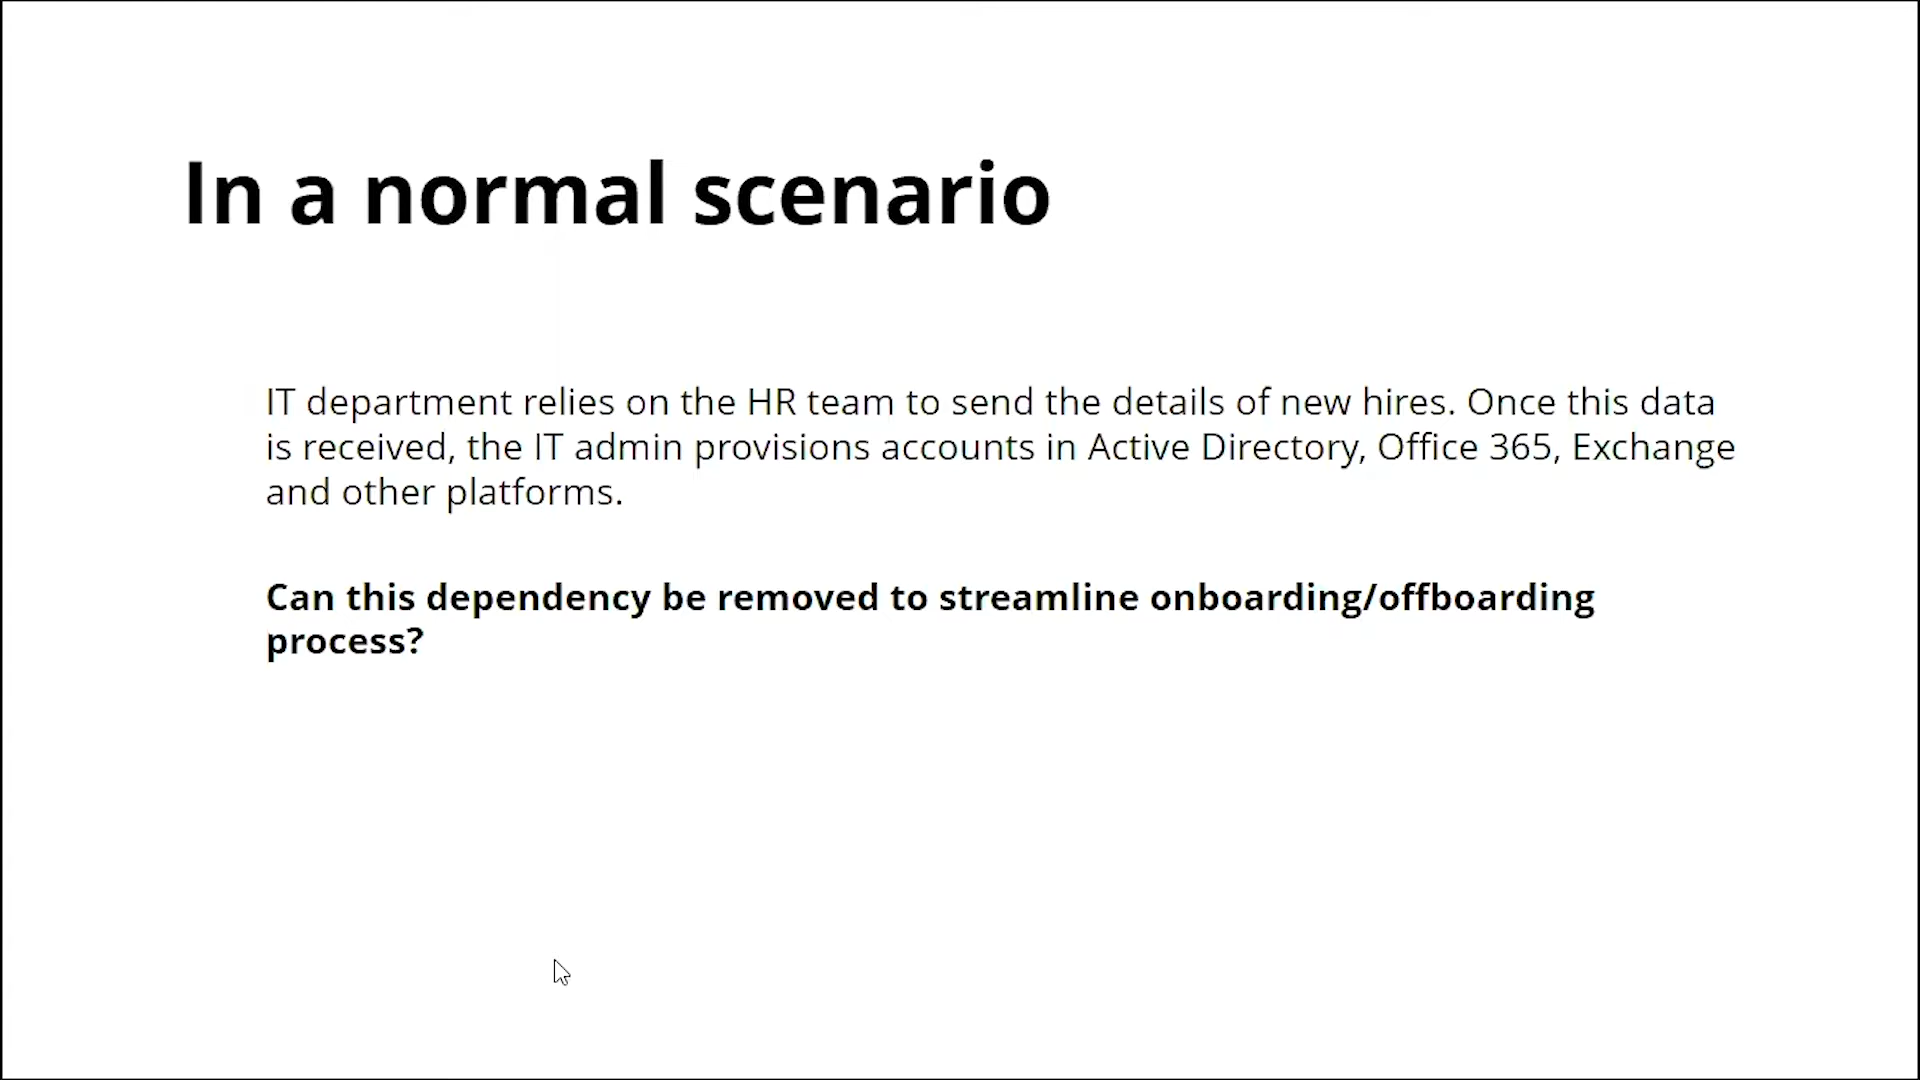 In a normal scenario
IT department relies on the HR team to send the details of new hires. Once this data
is received, the IT admin provisions accounts in Active Directory, Office 365, Exchange
and other platforms.
Can this dependency be removed to streamline onboarding/offboarding
process?